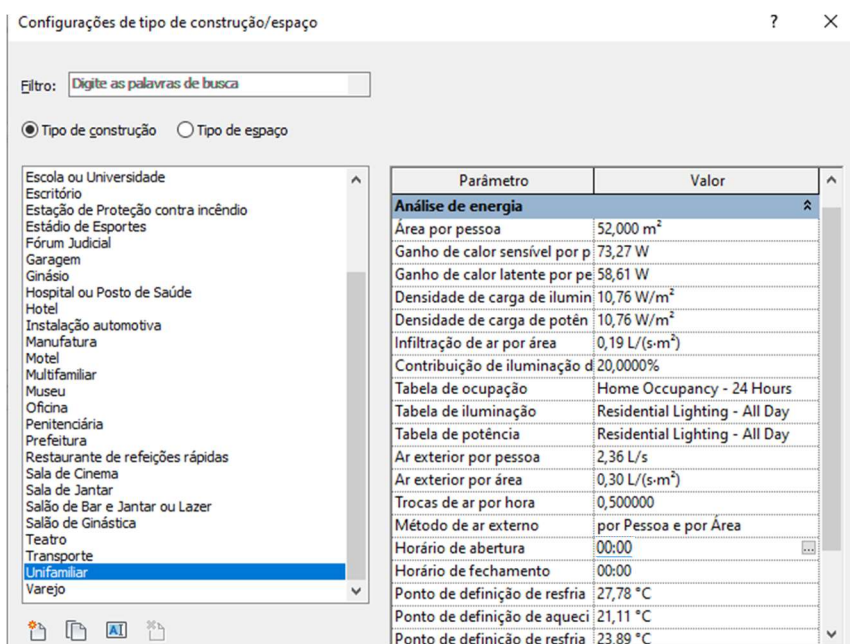 Configurações de tipo de construção/espaço ?
Filtro: Digite as palavras de busca
Tipo de construção Tipo de espaço
Escola ou Universidade
Escritório
Estação de Proteção contra incêndio
Estádio de Esportes
Fórum Judicial
Garagem
Ginásio
Hospital ou Posto de Saúde
Hotel
Instalação automotiva
Manufatura
Motel
Multifamiliar
Museu
Oficina
Penitenciária
Prefeitura
Restaurante de refeições rápidas
Sala de Cinema
Sala de Jantar
Salão de Bar e Jantar ou Lazer
Salão de Ginástica
Teatro
Transporte
Unifamiliar
Varejo
AI
Parâmetro Valor
Análise de energia
Área por pessoa 52,000 m²
Ganho de calor sensível por p 73,27 W
Ganho de calor latente por pe 58,61 W
Densidade de carga de ilumin 10,76 W/m²
Densidade de carga de potên 10,76 W/m²
Infiltração de ar por área 0,19 L/(s·m²)
Contribuição de iluminação d 20,0000%
Tabela de ocupação Home Occupancy - 24 Hours
Tabela de iluminação Residential Lighting - All Day
Tabela de potência Residential Lighting - All Day
Ar exterior por pessoa 2,36 L/s
Ar exterior por área 0,30 L/(s·m²)
Trocas de ar por hora 0,500000
Método de ar externo por Pessoa e por Área
Horário de abertura 00:00 ...
Horário de fechamento 00:00
Ponto de definição de resfria 27,78 °C
Ponto de definição de aqueci 21,11 °C
Ponto de definição de resfria 23,89 °C